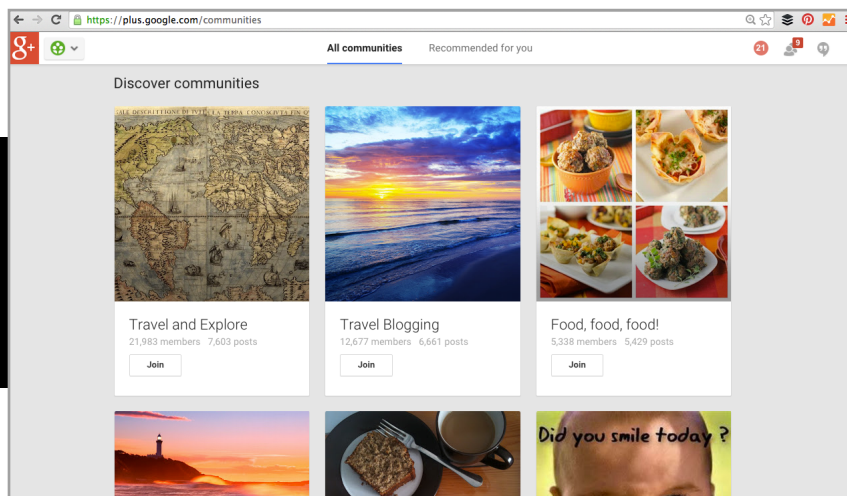 https://plus.google.com/communities
g+
All communities Recommended for you
21
9
Discover communities
Travel and Explore
21,983 members 7,603 posts
Join
Travel Blogging
12,677 members 6,661 posts
Join
Food, food, food!
5,338 members 5,429 posts
Join
Did you smile today ?